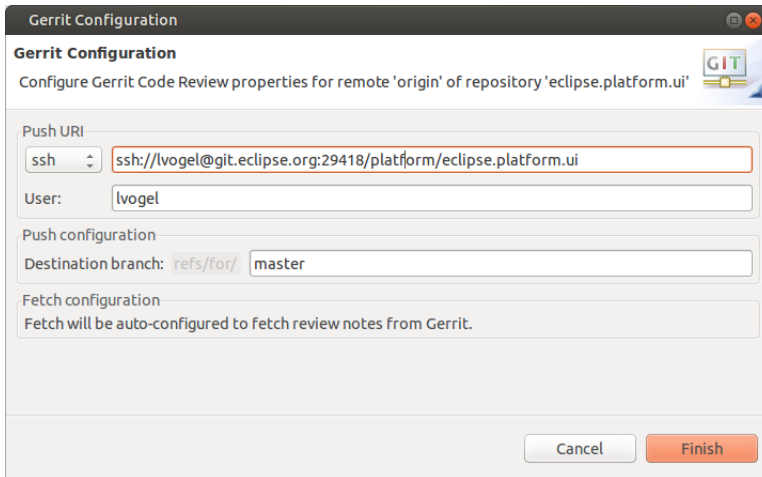 Gerrit Configuration
Gerrit Configuration
Configure Gerrit Code Review properties for remote 'origin' of repository 'eclipse.platform.ui'
GIT
Push URI
ssh ssh://lvogel@git.eclipse.org:29418/platform/eclipse.platform.ui
User: lvogel
Push configuration
Destination branch: refs/for/ master
Fetch configuration
Fetch will be auto-configured to fetch review notes from Gerrit.
Cancel Finish